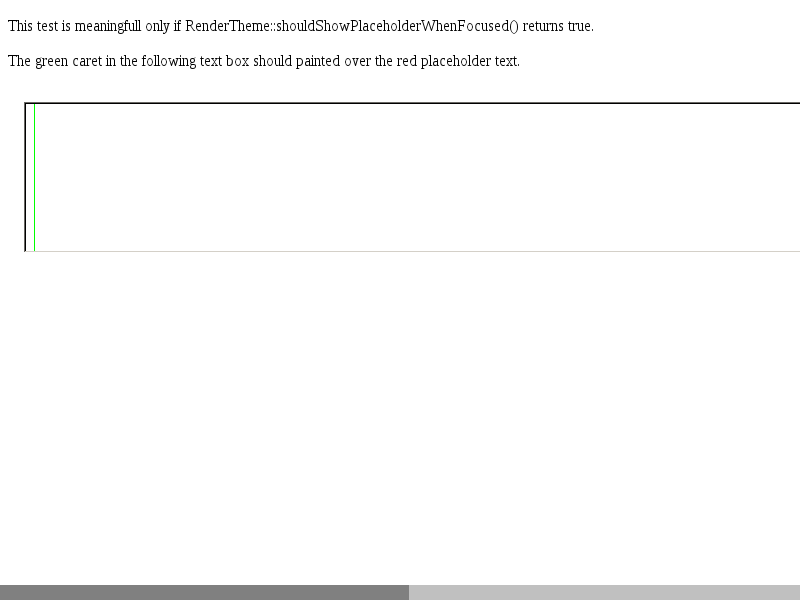 This test is meaningfull only if RenderTheme::shouldShowPlaceholderWhenFocused() returns true.
The green caret in the following text box should painted over the red placeholder text.